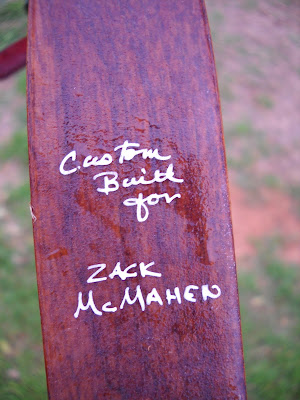 Custom
Built
for
ZACK
McMAHEN